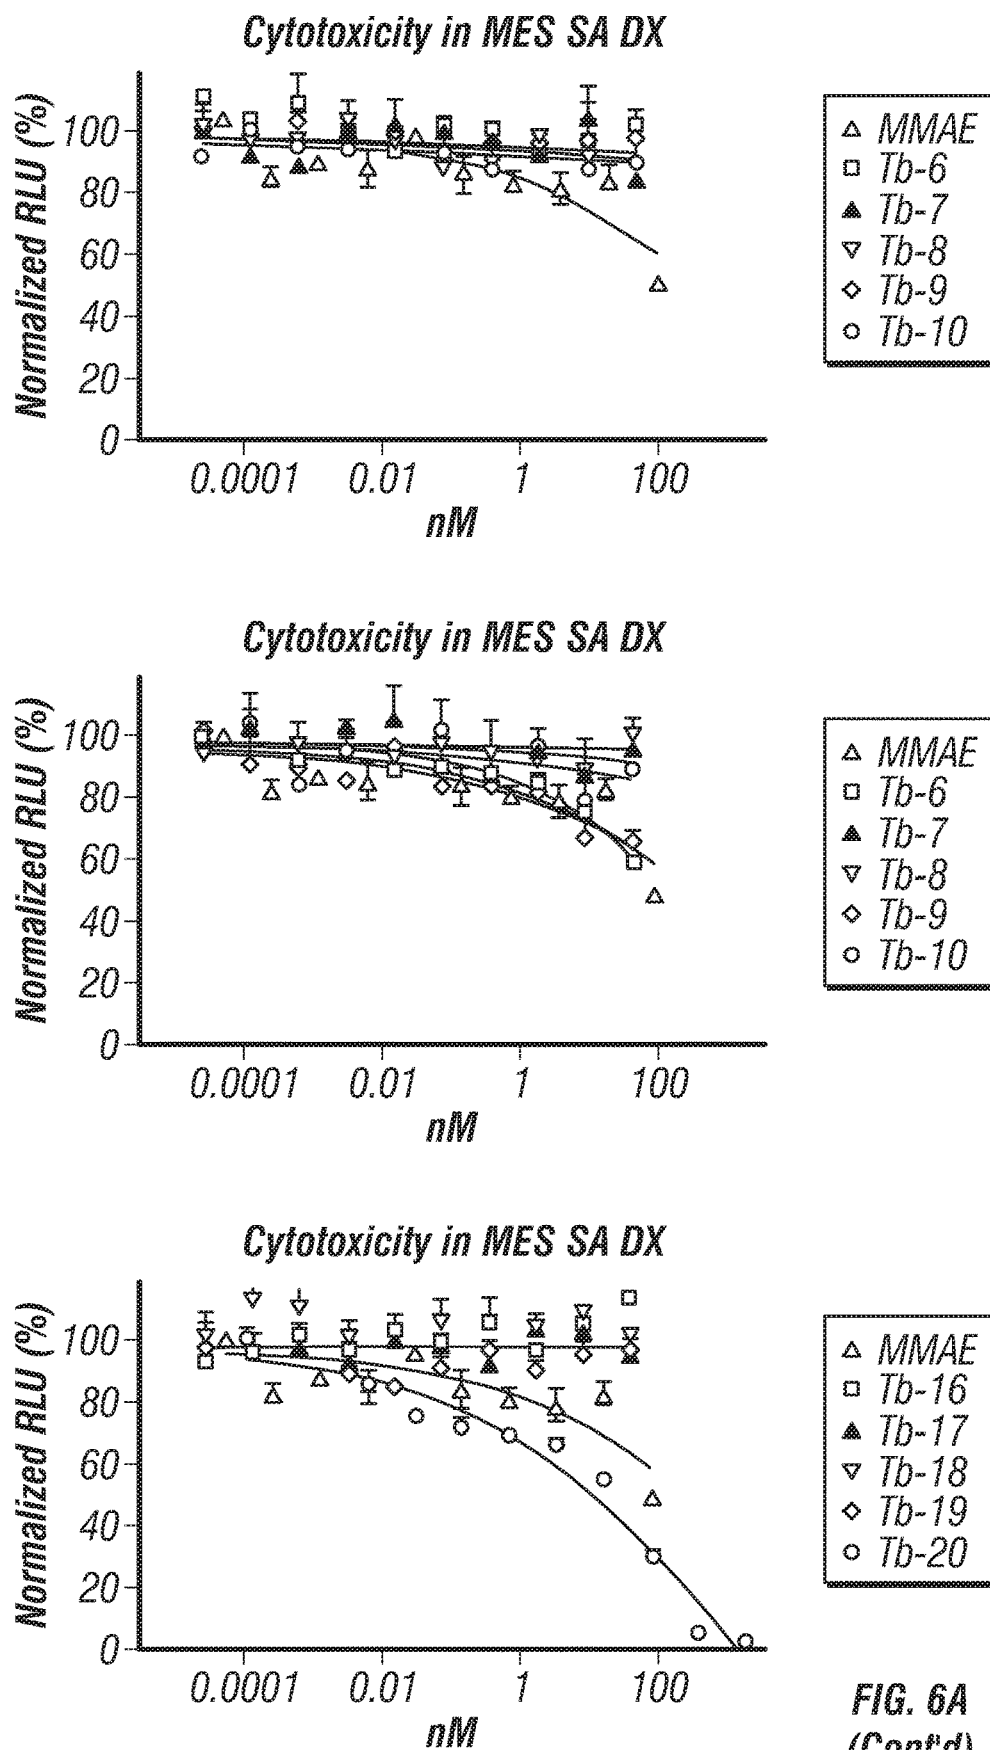 Cytotoxicity in MES SA DX
Normalized RLU (%)
100
80
60
40
20
0
0.0001 0.01 1 100
nM
MMAE
Tb-6
Tb-7
Tb-8
Tb-9
Tb-10
Cytotoxicity in MES SA DX
Normalized RLU (%)
100
80
60
40
20
0
0.0001 0.01 1 100
nM
MMAE
Tb-6
Tb-7
Tb-8
Tb-9
Tb-10
Cytotoxicity in MES SA DX
Normalized RLU (%)
100
80
60
40
20
0
0.0001 0.01 1 100
nM
MMAE
Tb-16
Tb-17
Tb-18
Tb-19
Tb-20
FIG. 6A
(Cont'd)